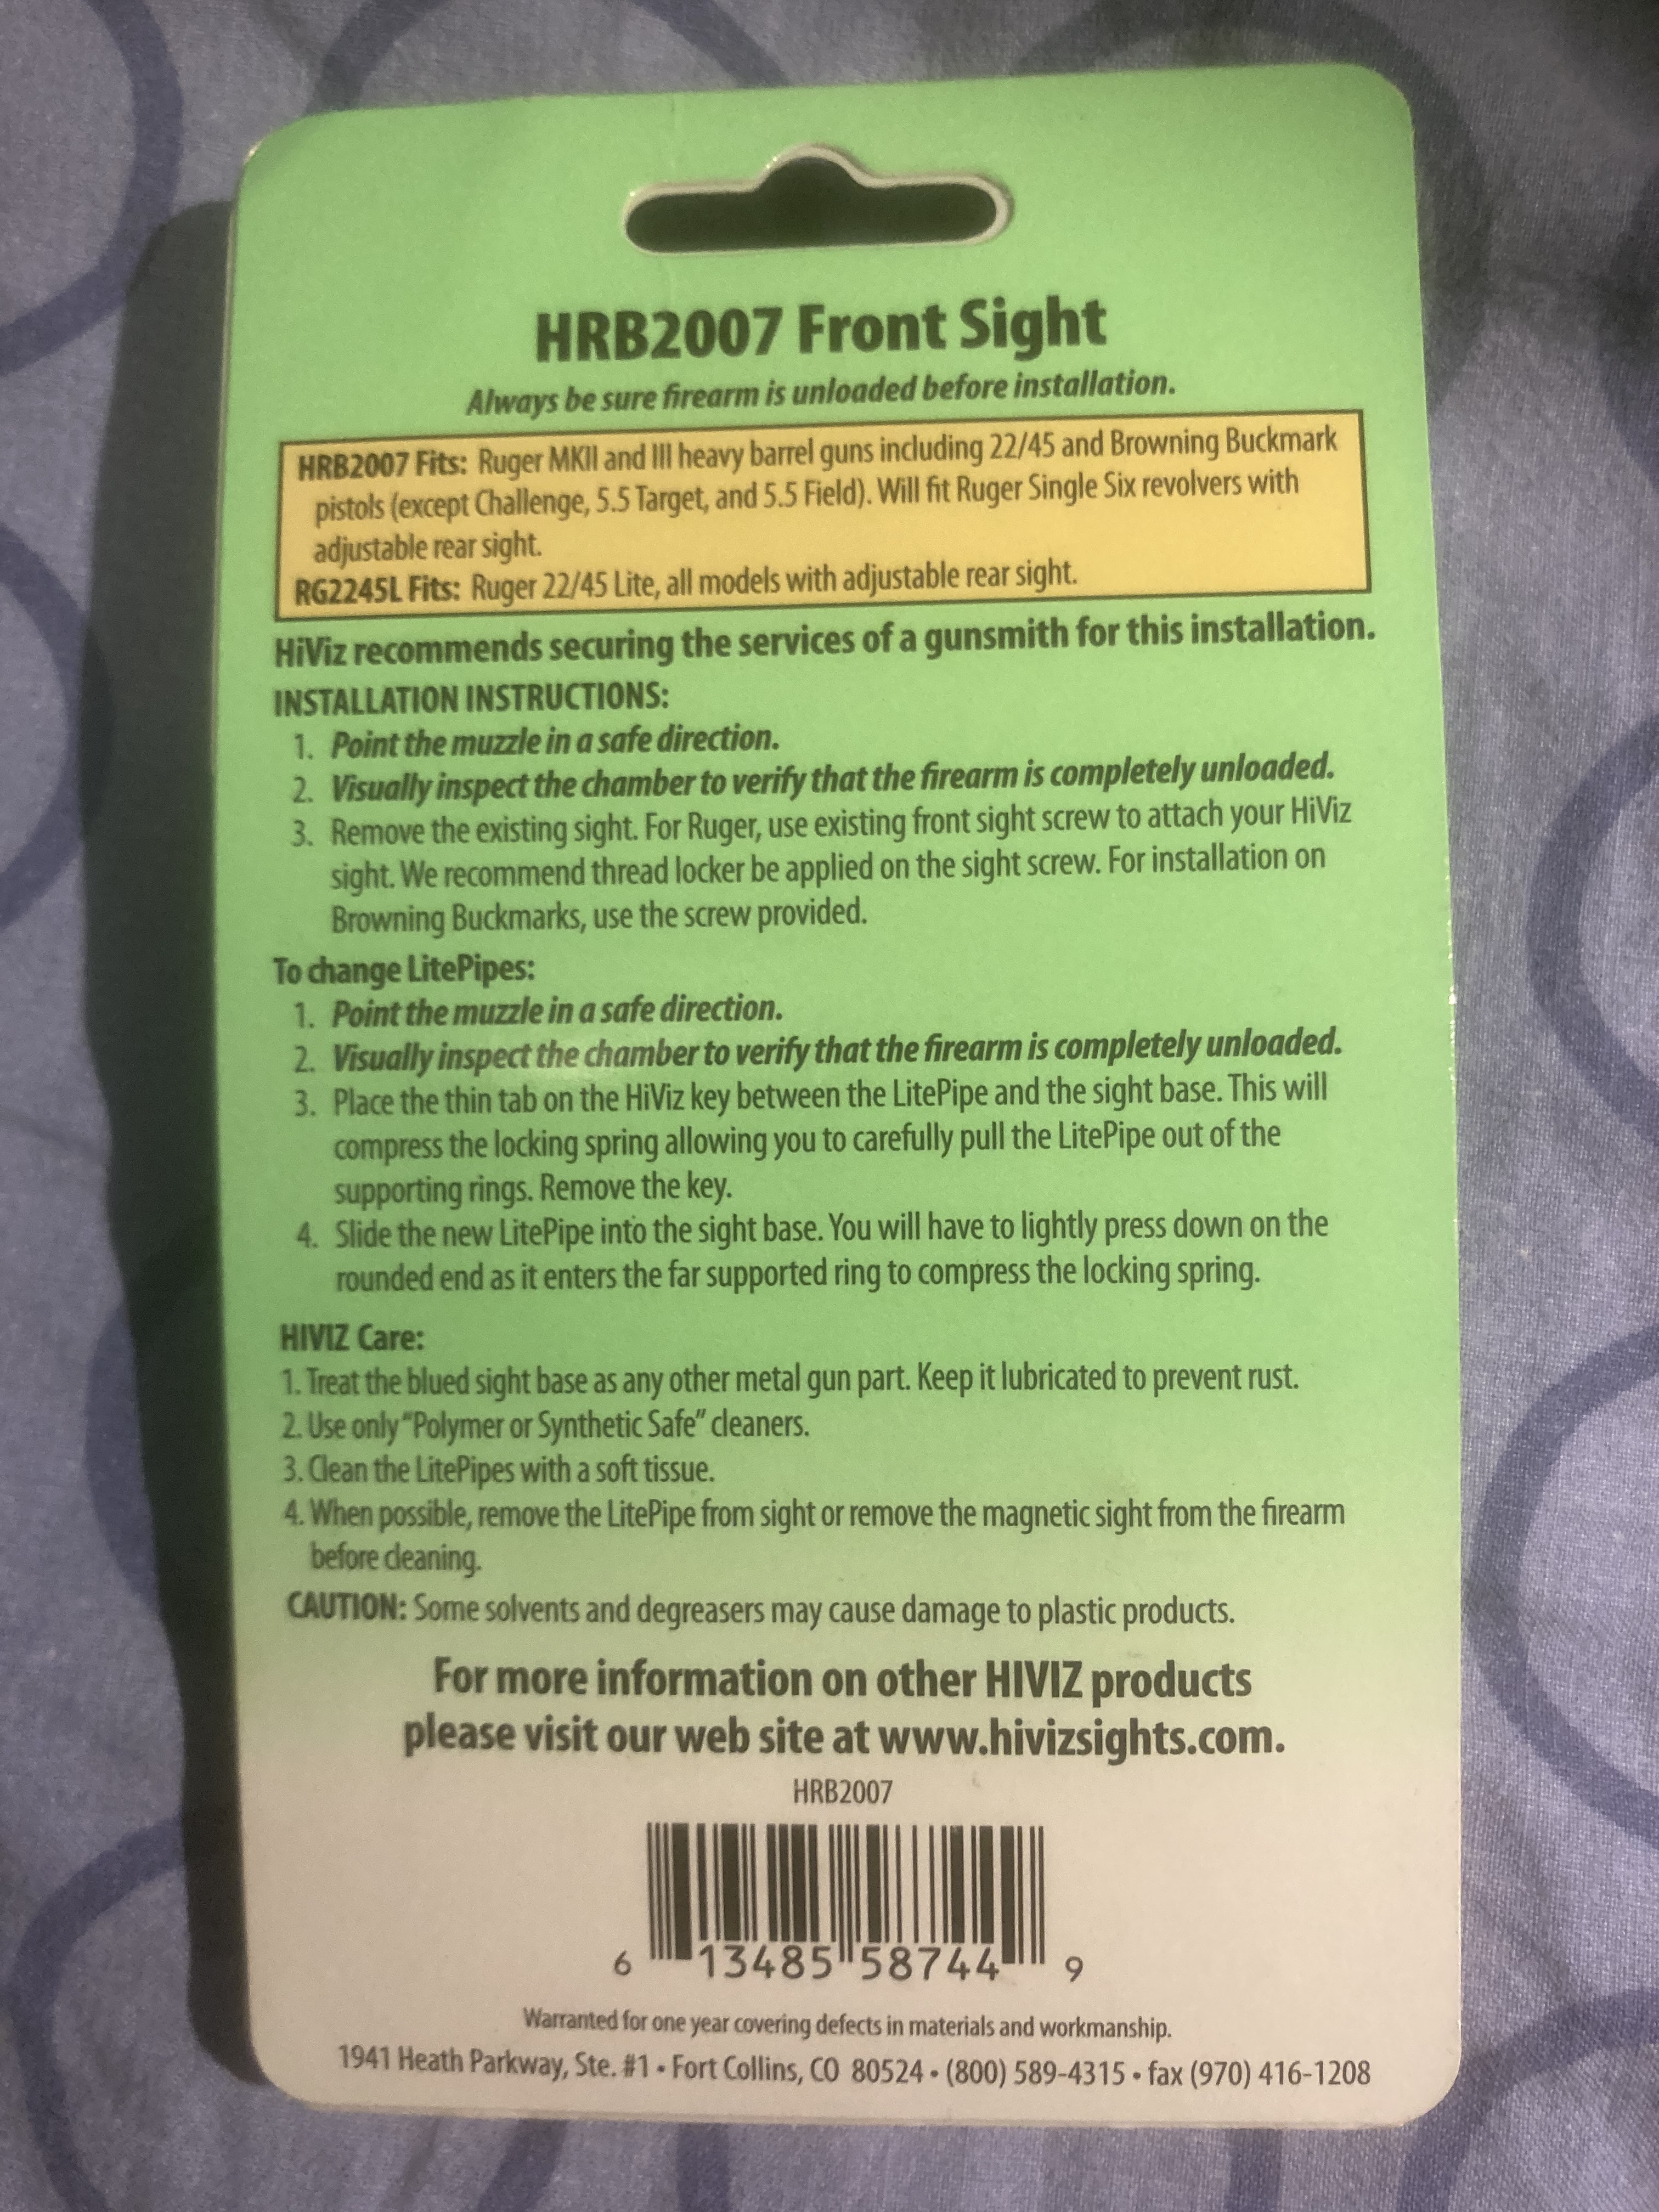 HRB2007 Front Sight
Always be sure firearm is unloaded before installation.
HRB2007 Fits: Ruger MKII and III heavy barrel guns including 22/45 and Browning Buckmark
pistols (except Challenge, 5.5 Target, and 5.5 Field). Will fit Ruger Single Six revolvers with
adjustable rear sight.
RG2245L Fits: Ruger 22/45 Lite, all models with adjustable rear sight.
HiViz recommends securing the services of a gunsmith for this installation.
INSTALLATION INSTRUCTIONS:
1. Point the muzzle in a safe direction.
2. Visually inspect the chamber to verify that the firearm is completely unloaded.
3. Remove the existing sight. For Ruger, use existing front sight screw to attach your HiViz
sight. We recommend thread locker be applied on the sight screw. For installation on
Browning Buckmarks, use the screw provided.
To change LitePipes:
1. Point the muzzle in a safe direction.
2. Visually inspect the chamber to verify that the firearm is completely unloaded.
3. Place the thin tab on the HiViz key between the LitePipe and the sight base. This will
compress the locking spring allowing you to carefully pull the LitePipe out of the
supporting rings. Remove the key.
4. Slide the new LitePipe into the sight base. You will have to lightly press down on the
rounded end as it enters the far supported ring to compress the locking spring.
HIVIZ Care:
1. Treat the blued sight base as any other metal gun part. Keep it lubricated to prevent rust.
2. Use only "Polymer or Synthetic Safe" cleaners.
3. Clean the LitePipes with a soft tissue.
4. When possible, remove the LitePipe from sight or remove the magnetic sight from the firearm
before cleaning.
CAUTION: Some solvents and degreasers may cause damage to plastic products.
For more information on other HIVIZ products
please visit our web site at www.hivizsights.com.
HRB2007
6 13485 58744 9
Warranted for one year covering defects in materials and workmanship.
1941 Heath Parkway, Ste. #1 • Fort Collins, CO 80524 • (800) 589-4315 • fax (970) 416-1208